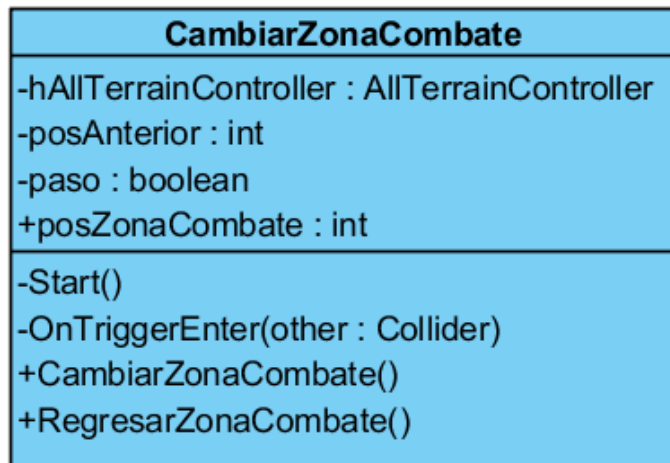 CambiarZonaCombate
-hAllTerrainController : AllTerrainController
-posAnterior : int
-paso : boolean
+posZonaCombate : int
-Start()
-OnTriggerEnter(other : Collider)
+CambiarZonaCombate()
+RegresarZonaCombate()